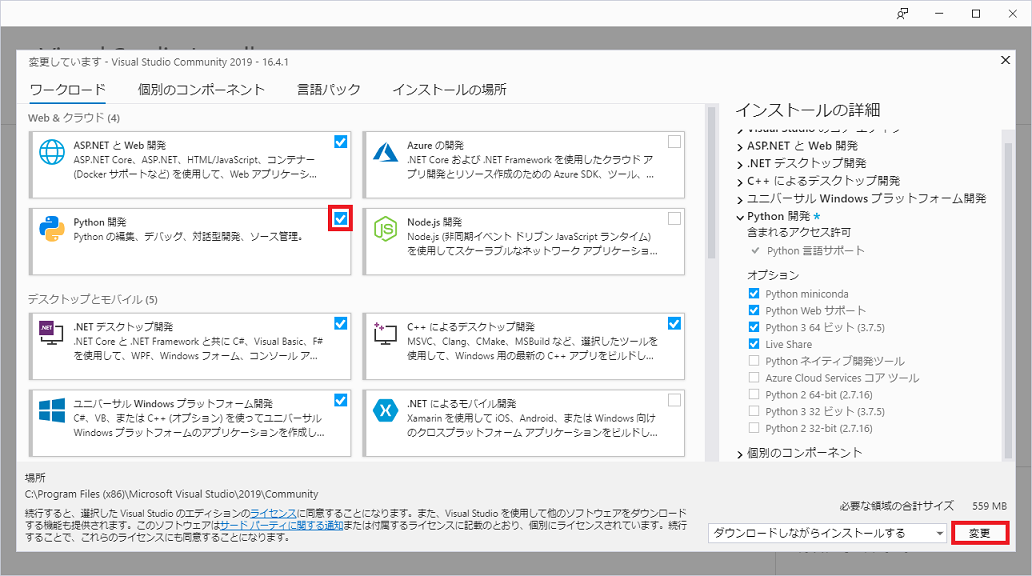 変更しています - Visual Studio Community 2019 - 16.4.1
ワークロード 個別のコンポーネント 言語パック インストールの場所
Web & クラウド (4)
ASP.NET と Web 開発
ASP.NET Core、ASP.NET、HTML/JavaScript、コンテナー
(Docker サポートなど) を使用して、Web アプリケーシ...
Azure の開発
.NET Core および .NET Framework を使用したクラウド ア
プリ開発とリソース作成のための Azure SDK、ツール、...
Python 開発
Python の編集、デバッグ、対話型開発、ソース管理。
Node.js 開発
Node.js (非同期イベント ドリブン JavaScript ランタイム)
を使用してスケーラブルなネットワーク アプリケーショ...
デスクトップとモバイル (5)
.NET デスクトップ開発
.NET Core と .NET Framework と共に C#、Visual Basic、F#
を使用して、WPF、Windows フォーム、コンソール ア...
C++ によるデスクトップ開発
MSVC、Clang、CMake、MSBuild など、選択したツールを
使用して、Windows 用の最新の C++ アプリをビルドし...
ユニバーサル Windows プラットフォーム開発
C#、VB、または C++ (オプション) を使ってユニバーサル
Windows プラットフォームのアプリケーションを作成し...
.NET によるモバイル開発
Xamarin を使用して iOS、Android、または Windows 向け
のクロスプラットフォーム アプリケーションをビルドし...
インストールの詳細
ASP.NET と Web 開発
.NET デスクトップ開発
C++ によるデスクトップ開発
ユニバーサル Windows プラットフォーム開発
Python 開発 *
含まれるアクセス許可
Python 言語サポート
オプション
Python miniconda
Python Web サポート
Python 3 64 ビット (3.7.5)
Live Share
Python ネイティブ開発ツール
Azure Cloud Services コア ツール
Python 2 64-bit (2.7.16)
Python 3 32 ビット (3.7.5)
Python 2 32-bit (2.7.16)
個別のコンポーネント
場所
C:\Program Files (x86)\Microsoft Visual Studio\2019\Community
続行すると、選択した Visual Studio のエディションのライセンスに同意することになります。また、Visual Studio を使用して他のソフトウェアをダウンロード
する機能も提供されます。このソフトウェアはサード パーティに関する通知または付属するライセンスに記載のとおり、個別にライセンスされています。続行
することで、これらのライセンスにも同意することになります。
必要な領域の合計サイズ 559 MB
ダウンロードしながらインストールする 変更